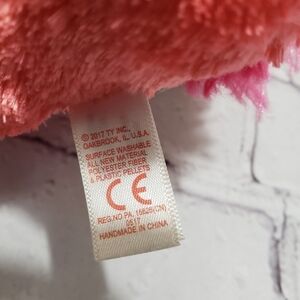 © 2017 TY INC.,
OAKBROOK, IL, U.S.A.
SURFACE WASHABLE
ALL NEW MATERIAL
POLYESTER FIBER
& PLASTIC PELLETS
CE
REG.NO PA. 15625(CN)
0517
HANDMADE IN CHINA